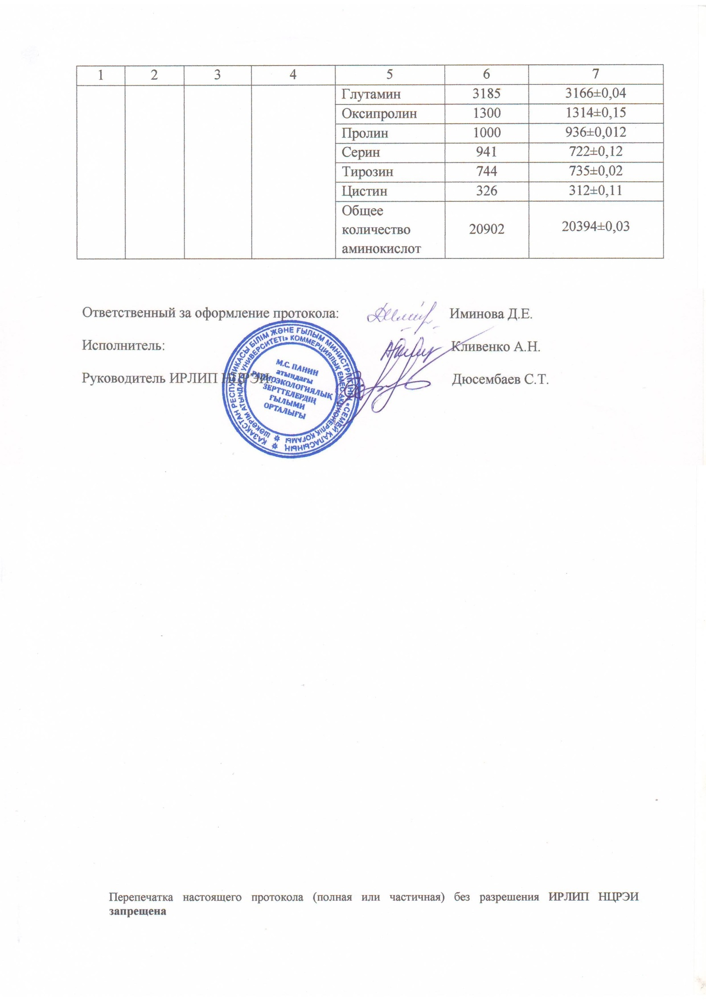 1 2 3 4 5 6 7
Глутамин 3185 3166±0,04
Оксипролин 1300 1314±0,15
Пролин 1000 936±0,012
Серин 941 722±0,12
Тирозин 744 735±0,02
Цистин 326 312±0,11
Общее
количество
аминокислот 20902 20394±0,03
Ответственный за оформление протокола: Иминова Д.Е.
Исполнитель: Кливенко А.Н.
Руководитель ИРЛИП НЦРЭИ: Дюсембаев С.Т.
ҚАЗАҚСТАН РЕСПУБЛИКАСЫ БІЛІМ ЖӘНЕ ҒЫЛЫМ МИНИСТРЛІГІНІҢ «СЕМЕЙ ҚАЛАСЫНЫҢ
ШӘКӘРІМ АТЫНДАҒЫ УНИВЕРСИТЕТІ» КОММЕРЦИЯЛЫҚ ЕМЕС АКЦИОНЕРЛІК ҚОҒАМЫ
М.С. ПАНИН
атындағы
РАДИОЭКОЛОГИЯЛЫҚ
ЗЕРТТЕЛЕРДІҢ
ҒЫЛЫМИ
ОРТАЛЫҒЫ
Перепечатка настоящего протокола (полная или частичная) без разрешения ИРЛИП НЦРЭИ
запрещена